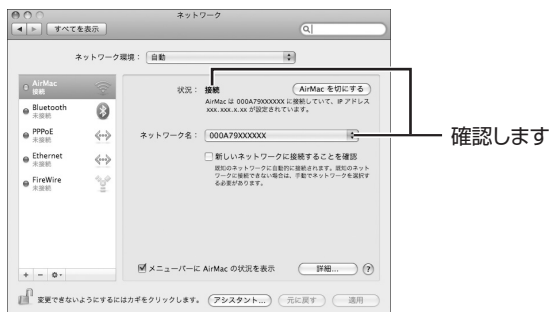 ネットワーク
すべてを表示
ネットワーク環境： 自動
AirMac
接続
Bluetooth
未接続
PPPoE
未接続
Ethernet
未接続
FireWire
未接続
状況： 接続
AirMac を切にする
AirMac は 000A79XXXXXX に接続していて、IP アドレス
xxx.xxx.x.xx が設定されています。
ネットワーク名： 000A79XXXXXX
新しいネットワークに接続することを確認
既知のネットワークに自動的に接続されます。既知のネット
ワークに接続できない場合は、手動でネットワークを選択す
る必要があります。
確認します
メニューバーに AirMac の状況を表示
詳細...
?
変更できないようにするにはカギをクリックします。
アシスタント...
元に戻す
適用